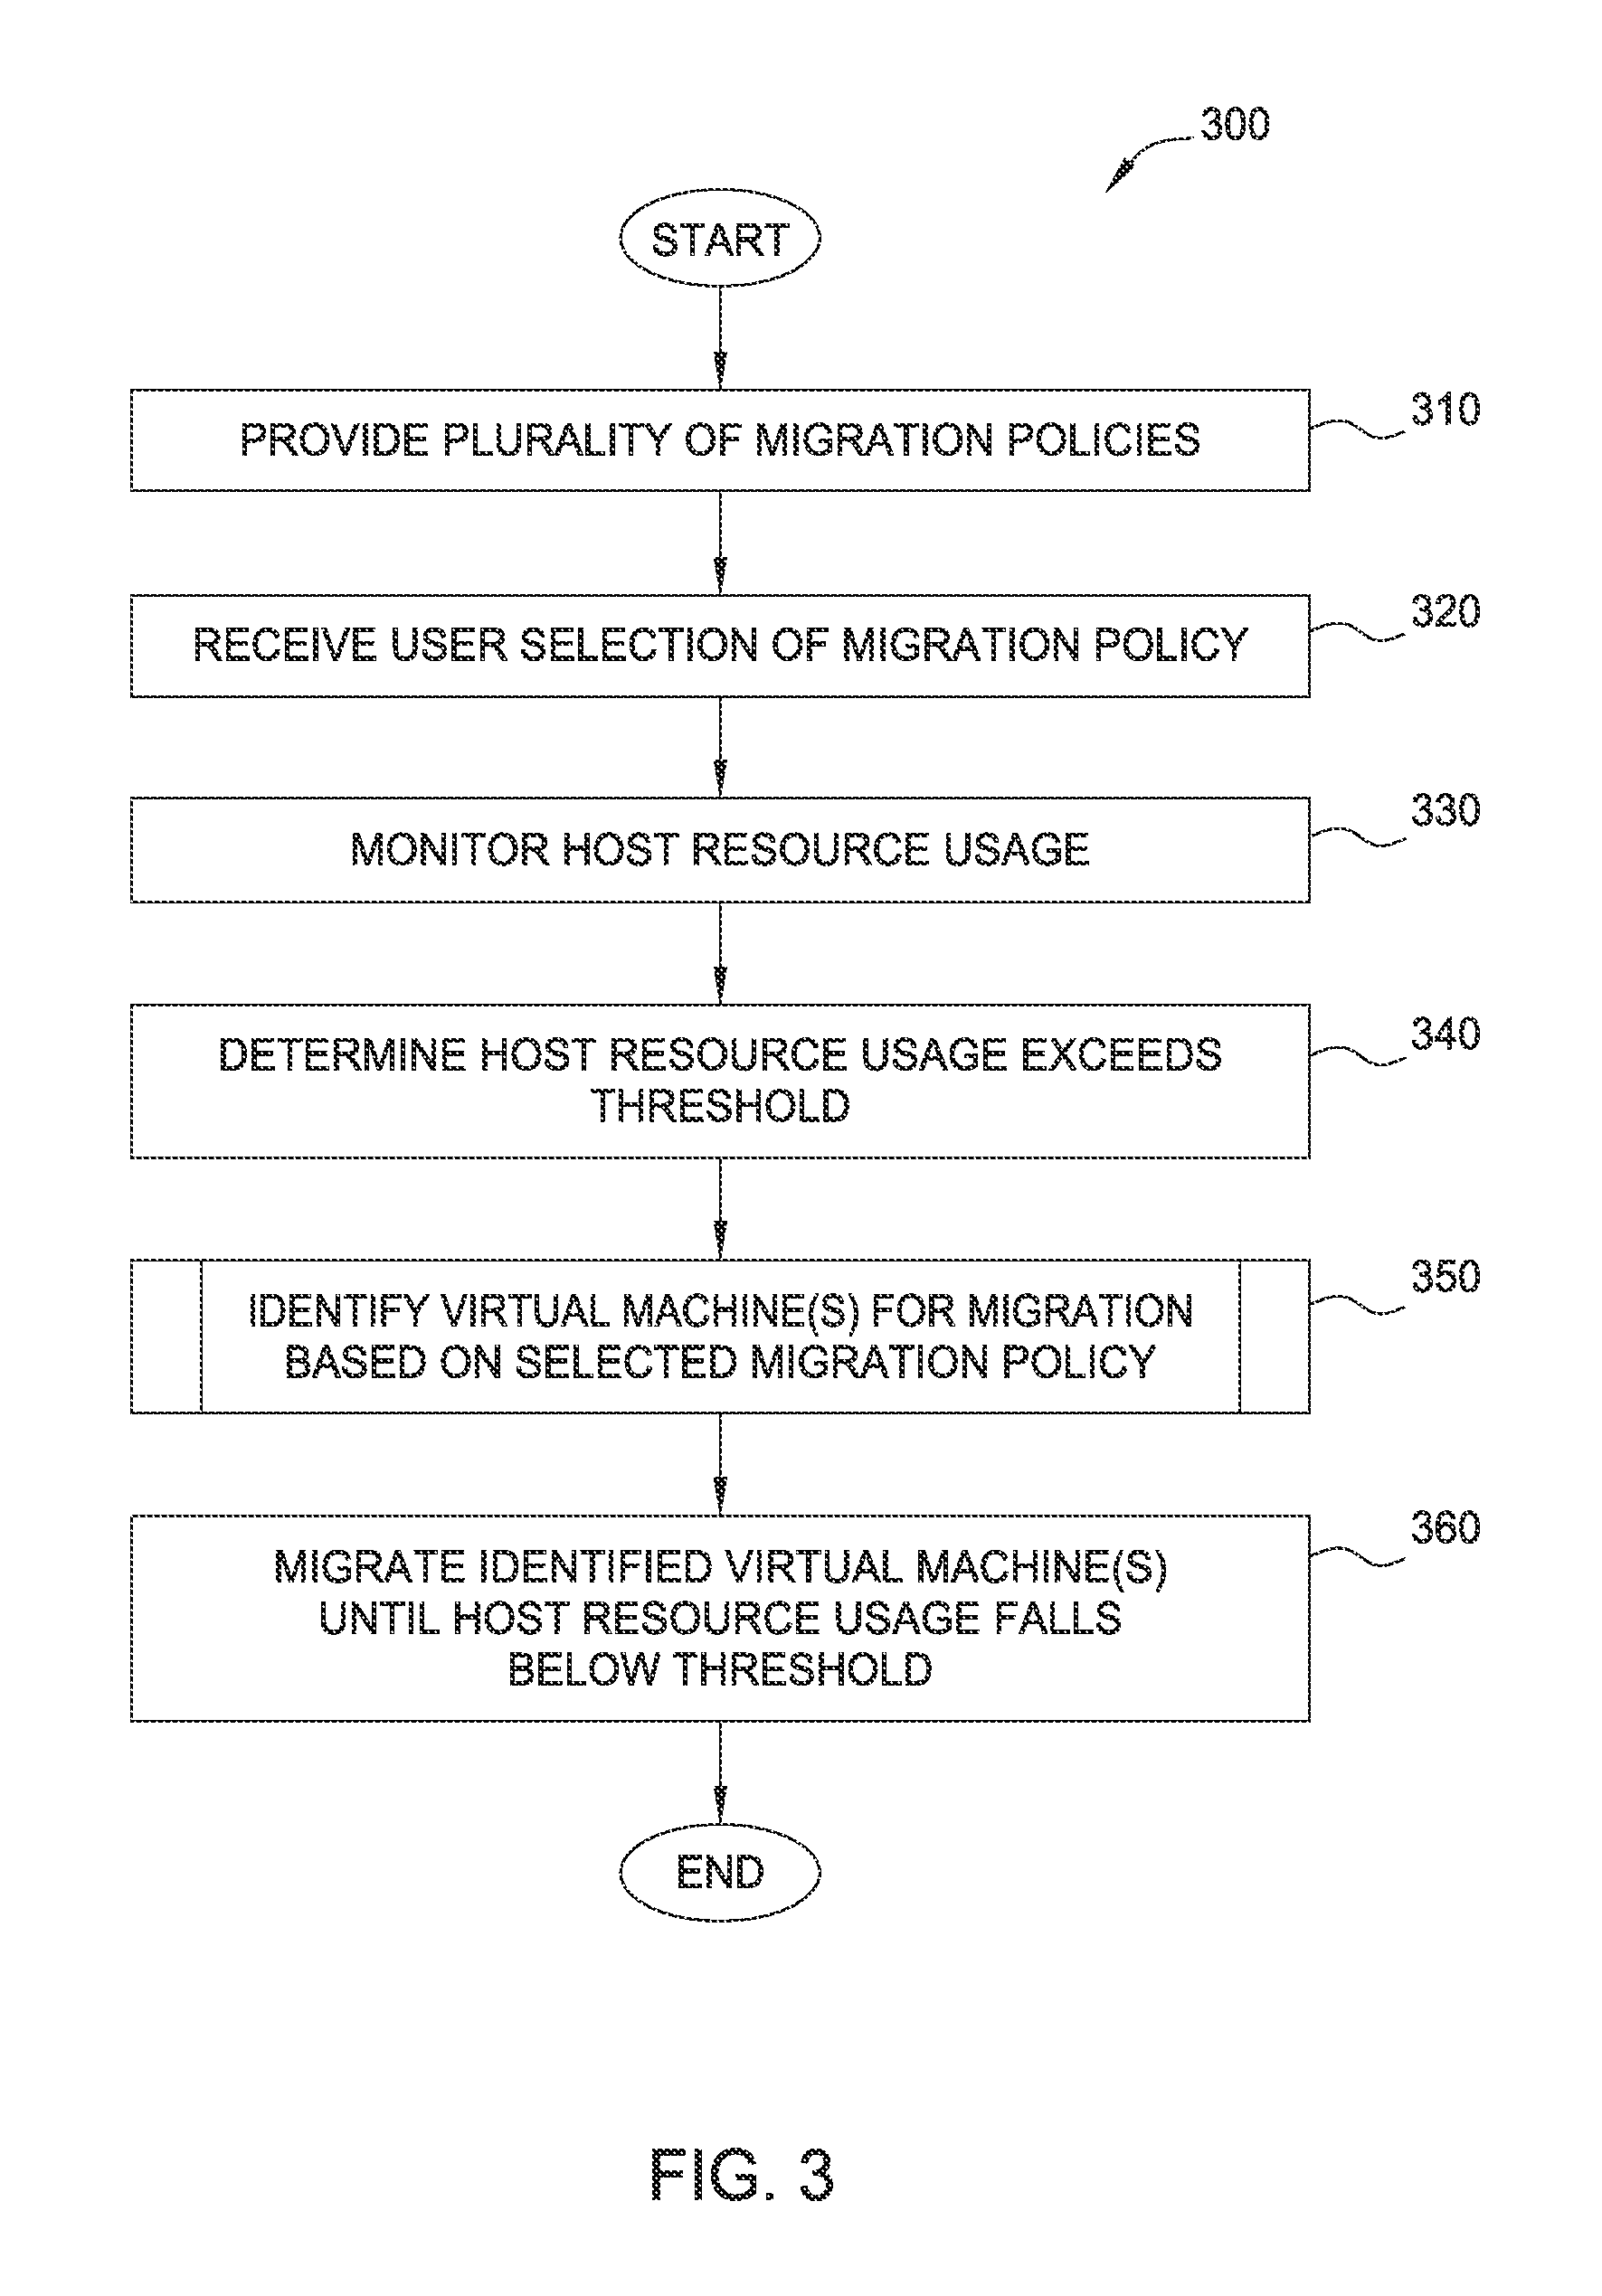 300
START
PROVIDE PLURALITY OF MIGRATION POLICIES
310
RECEIVE USER SELECTION OF MIGRATION POLICY
320
MONITOR HOST RESOURCE USAGE
330
DETERMINE HOST RESOURCE USAGE EXCEEDS
THRESHOLD
340
IDENTIFY VIRTUAL MACHINE(S) FOR MIGRATION
BASED ON SELECTED MIGRATION POLICY
350
MIGRATE IDENTIFIED VIRTUAL MACHINE(S)
UNTIL HOST RESOURCE USAGE FALLS
BELOW THRESHOLD
360
END
FIG. 3